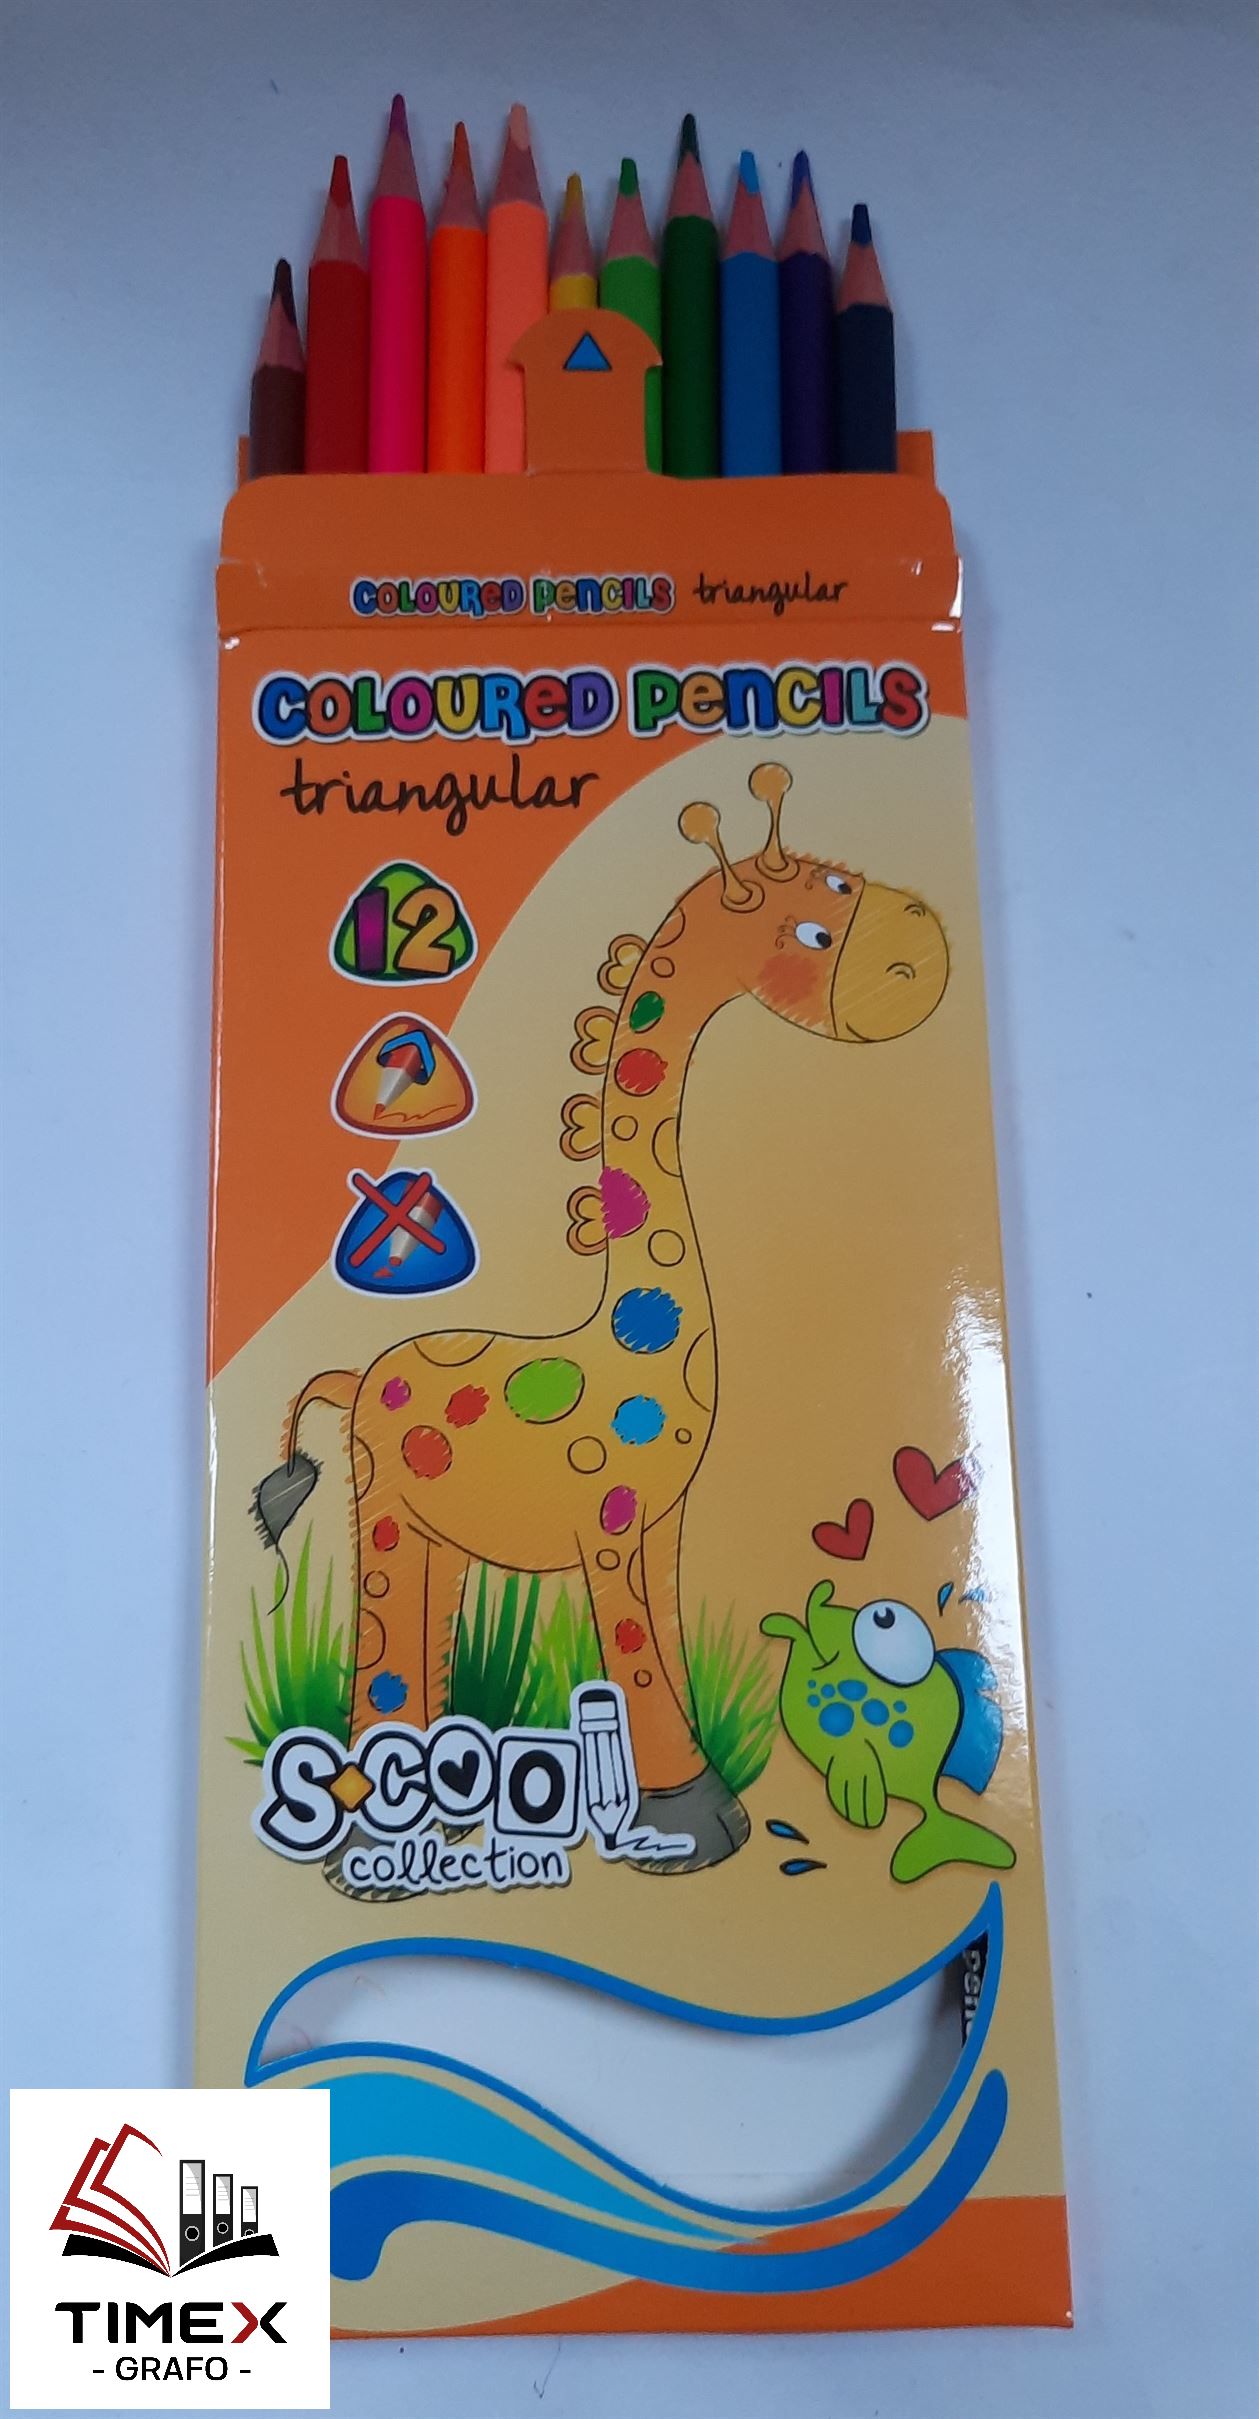 COLOURED PENCILS triangular
COLOURED PENCILS
triangular
12
S·COOL
collection
TIMEX
- GRAFO -